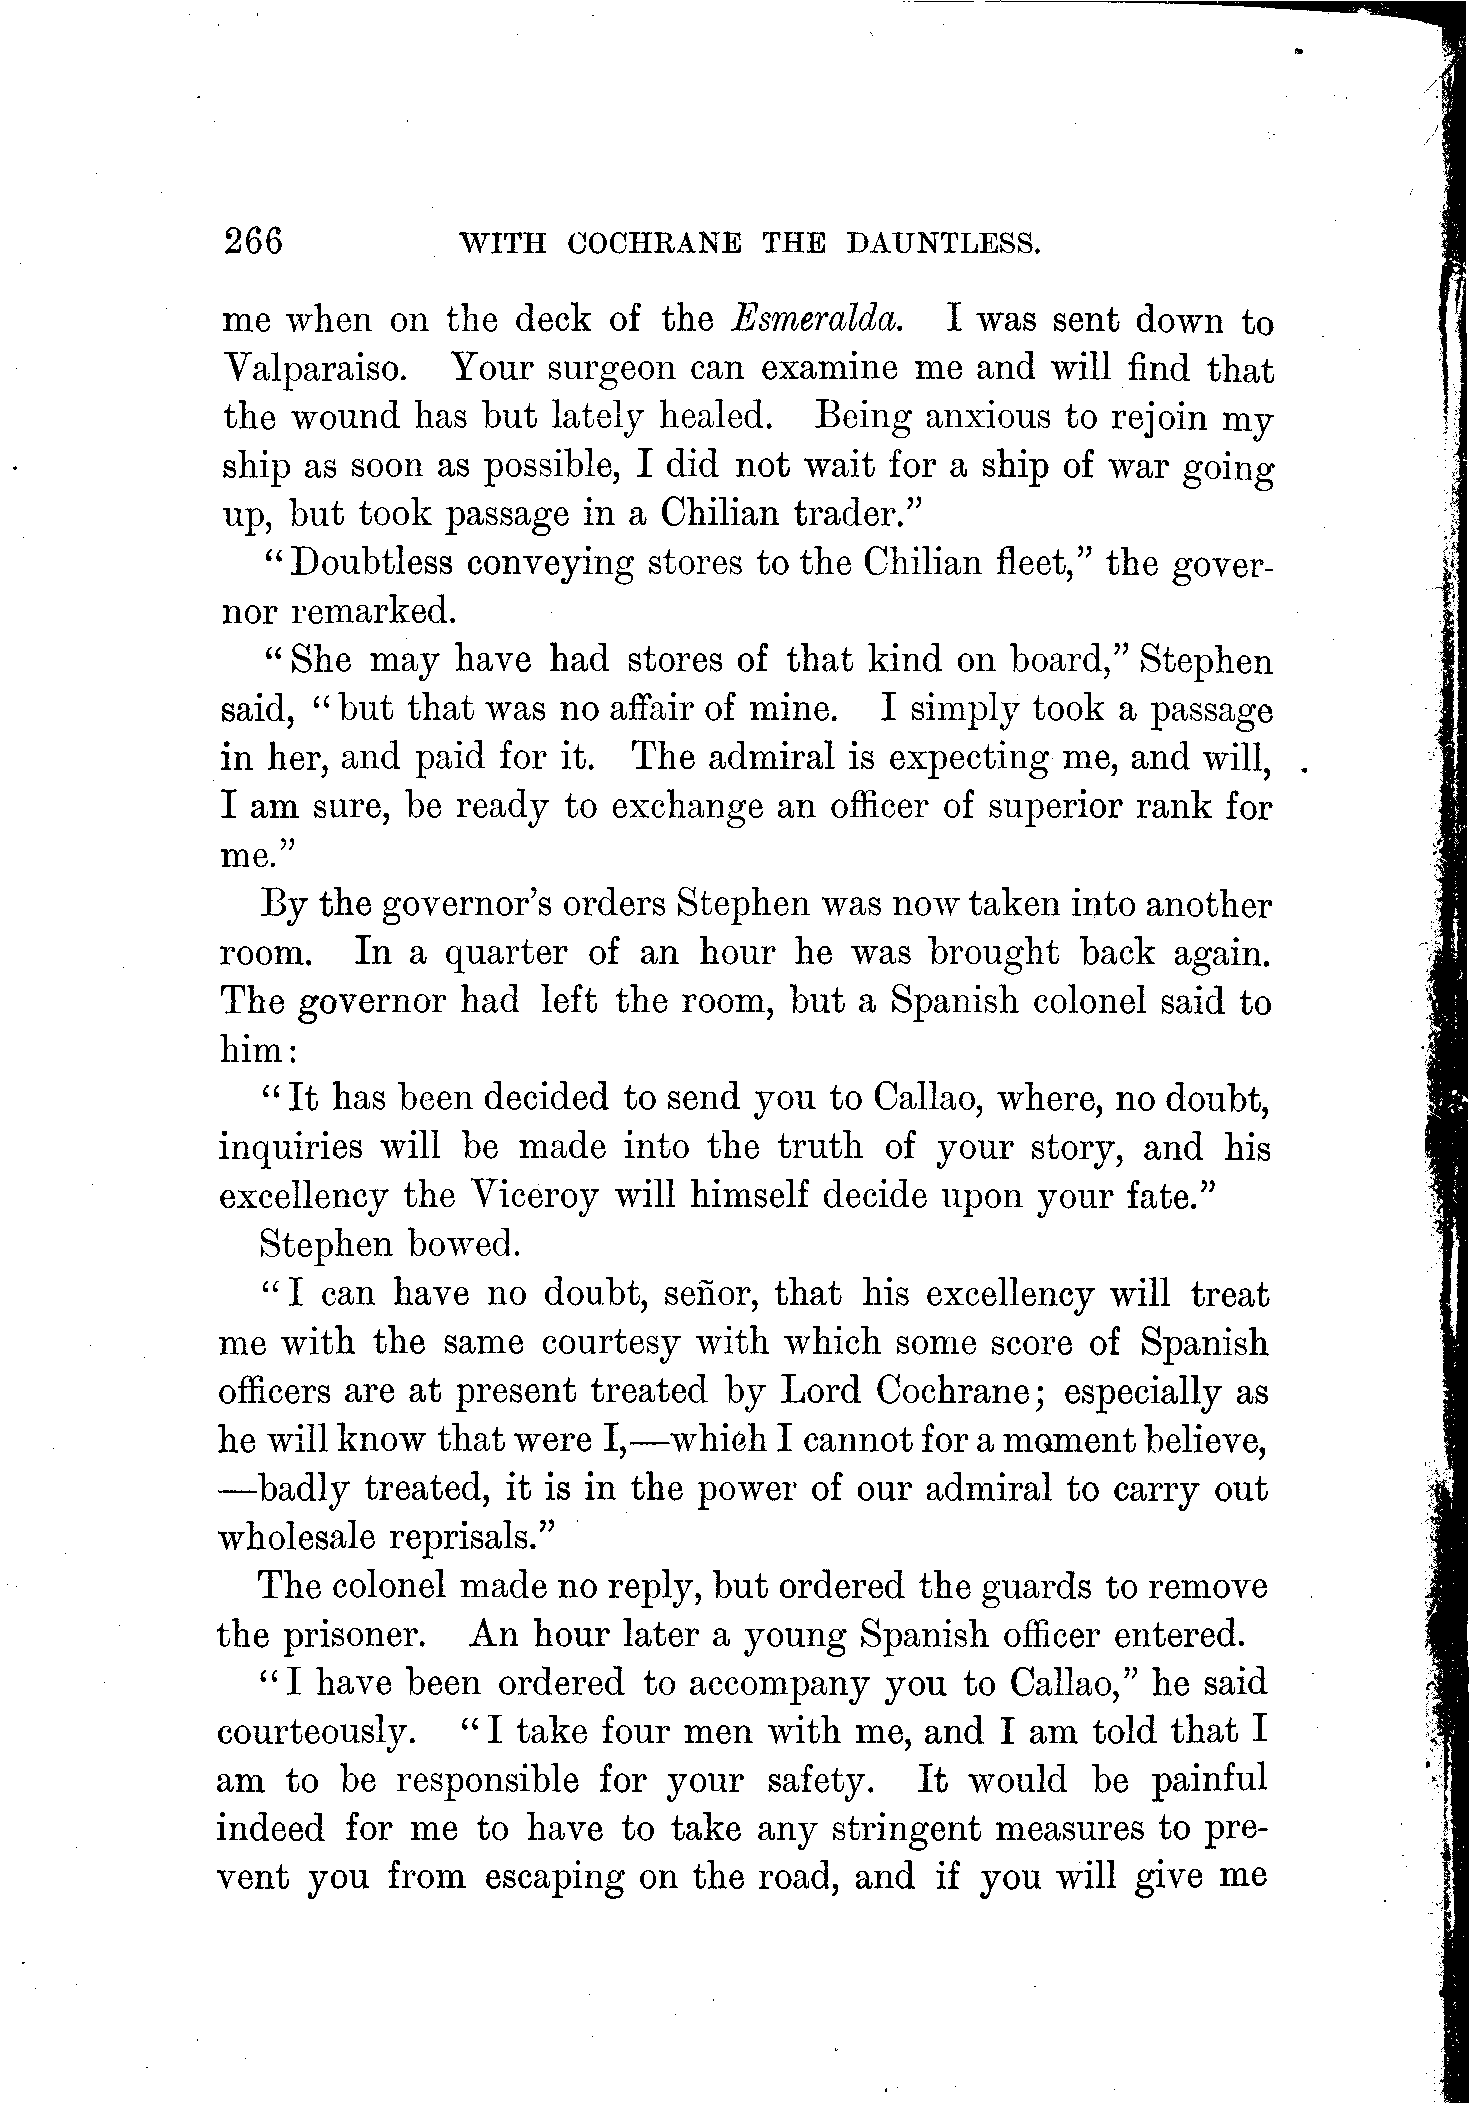 266 WITH COCHRANE THE DAUNTLESS.
me when on the deck of the Esmeralda. I was sent down to
Valparaiso. Your surgeon can examine me and will find that
the wound has but lately healed. Being anxious to rejoin my
ship as soon as possible, I did not wait for a ship of war going
up, but took passage in a Chilian trader.”
“Doubtless conveying stores to the Chilian fleet,” the gover-
nor remarked.
“She may have had stores of that kind on board,” Stephen
said, “but that was no affair of mine. I simply took a passage
in her, and paid for it. The admiral is expecting me, and will,
I am sure, be ready to exchange an officer of superior rank for
me.”
By the governor’s orders Stephen was now taken into another
room. In a quarter of an hour he was brought back again.
The governor had left the room, but a Spanish colonel said to
him:
“It has been decided to send you to Callao, where, no doubt,
inquiries will be made into the truth of your story, and his
excellency the Viceroy will himself decide upon your fate.”
Stephen bowed.
“I can have no doubt, señor, that his excellency will treat
me with the same courtesy with which some score of Spanish
officers are at present treated by Lord Cochrane; especially as
he will know that were I,—which I cannot for a moment believe,
—badly treated, it is in the power of our admiral to carry out
wholesale reprisals.”
The colonel made no reply, but ordered the guards to remove
the prisoner. An hour later a young Spanish officer entered.
“I have been ordered to accompany you to Callao,” he said
courteously. “I take four men with me, and I am told that I
am to be responsible for your safety. It would be painful
indeed for me to have to take any stringent measures to pre-
vent you from escaping on the road, and if you will give me